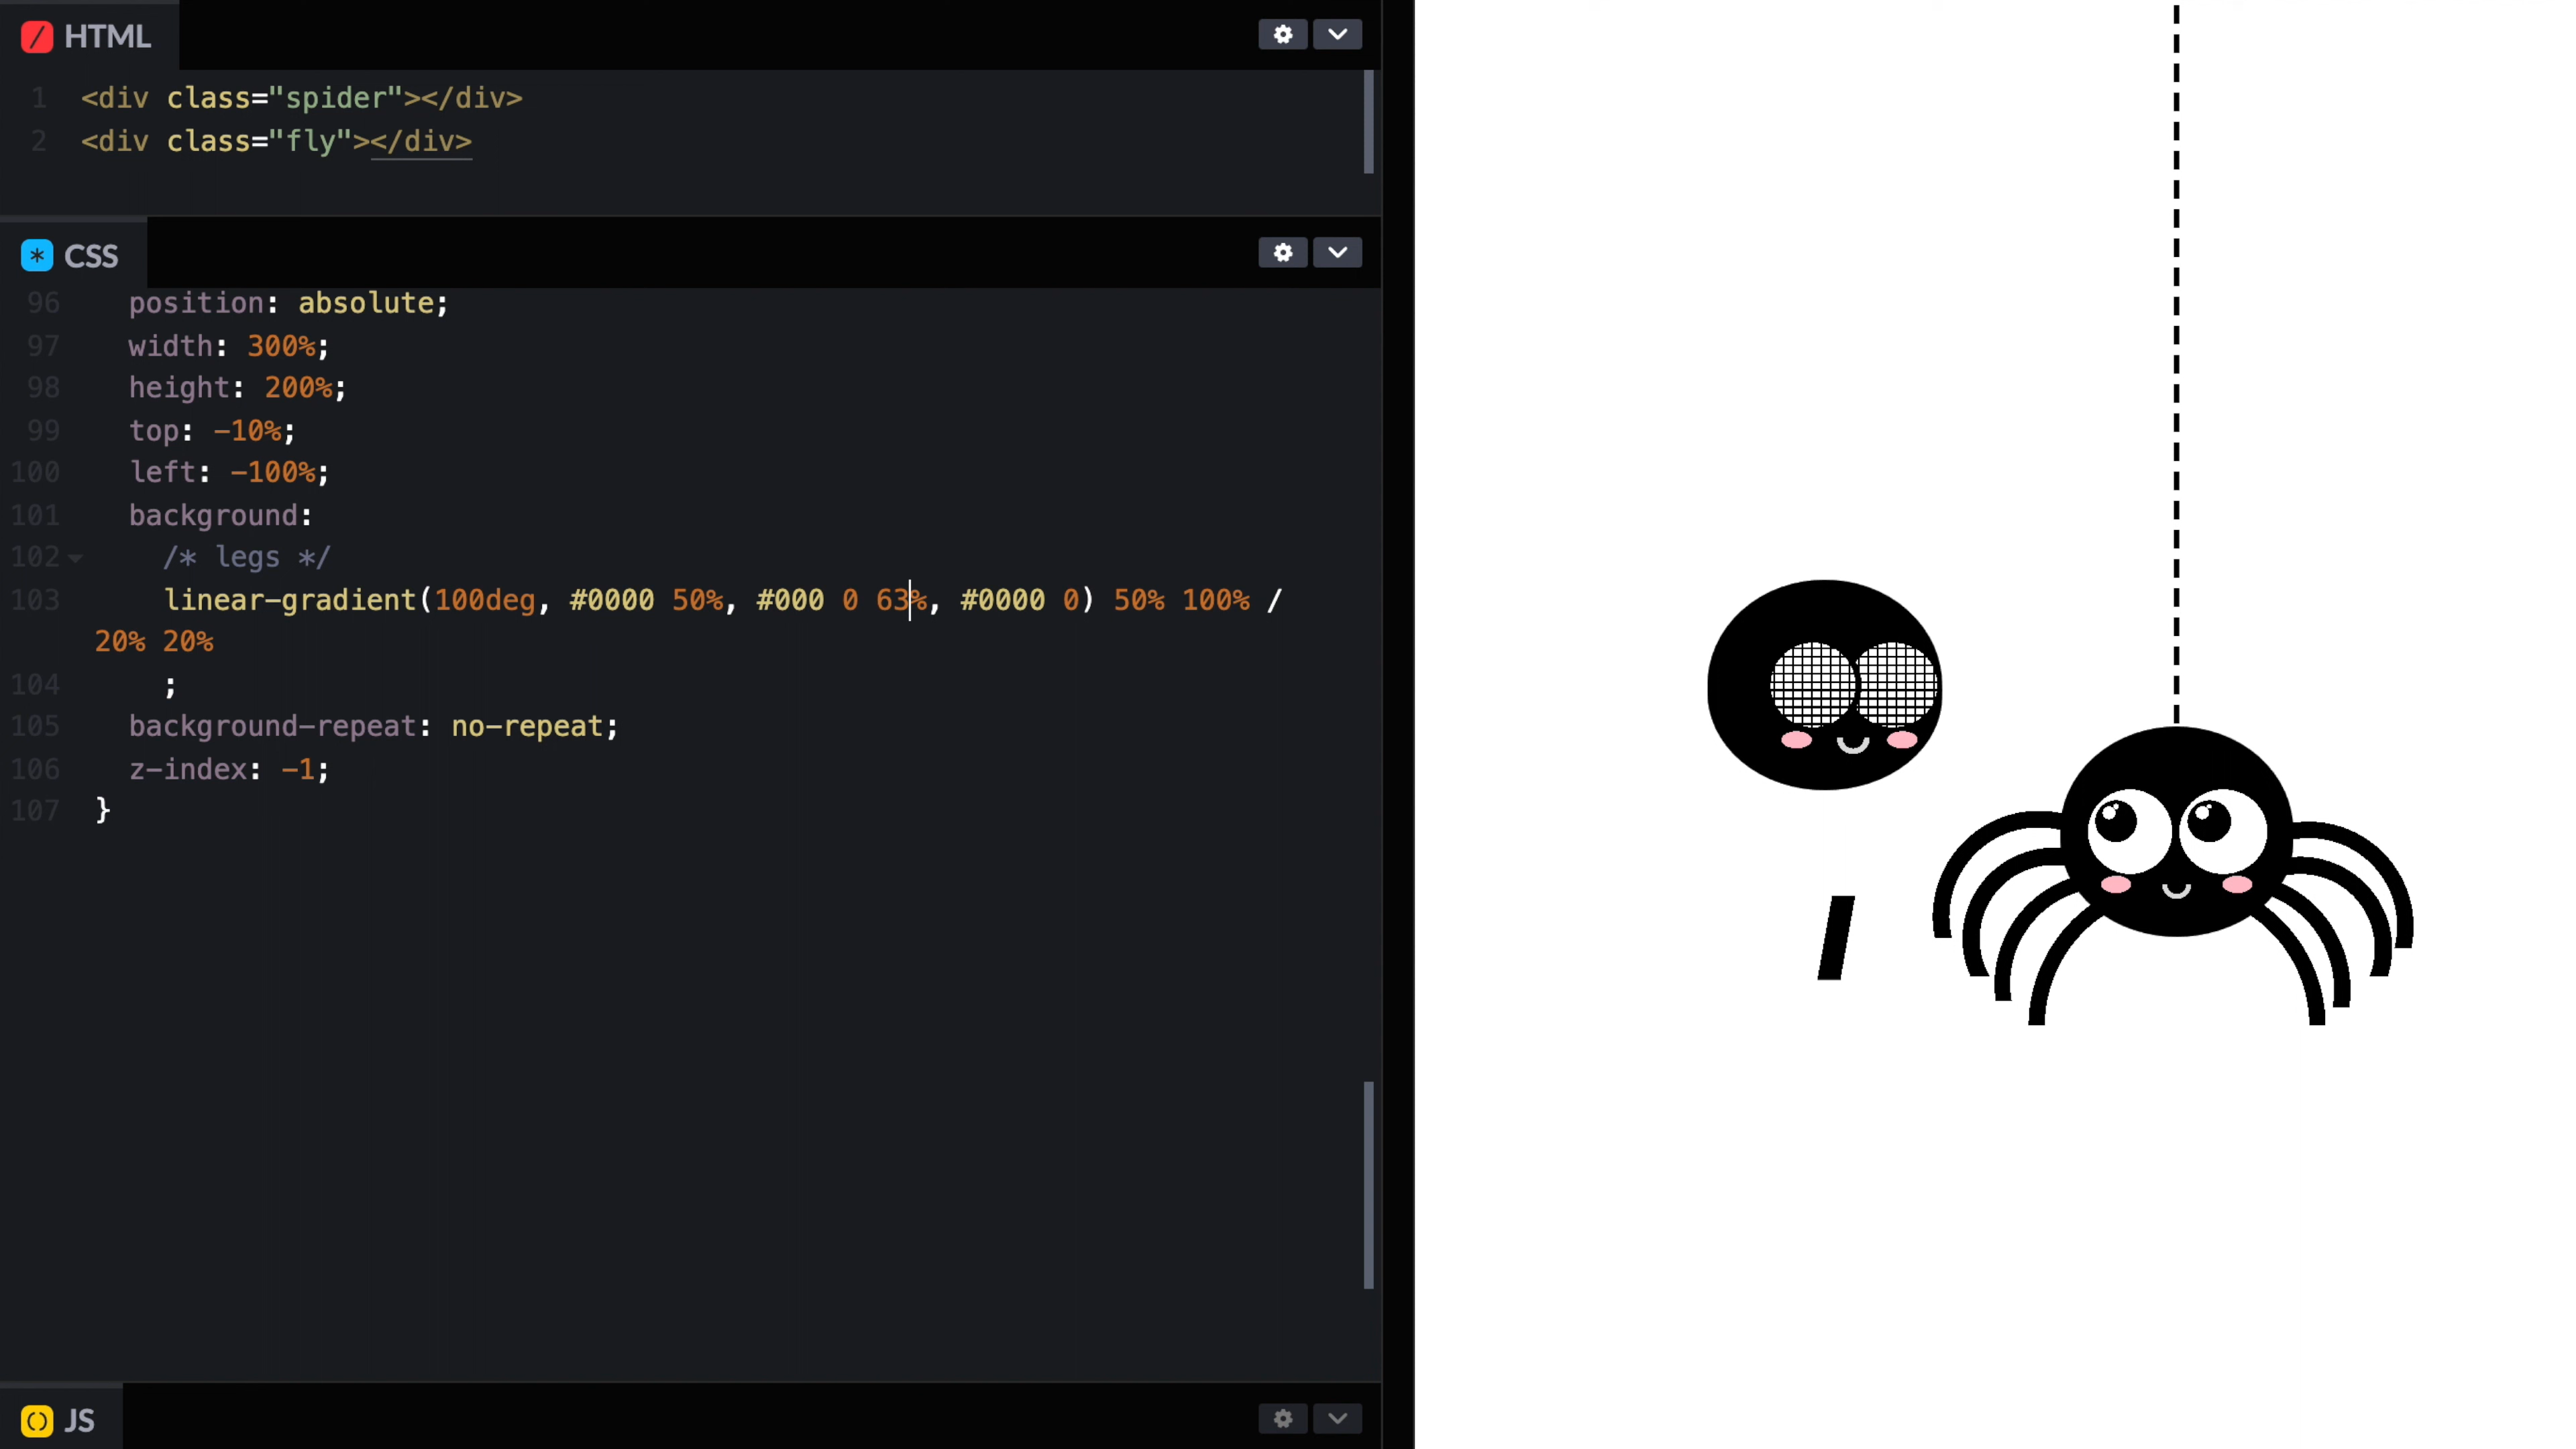 HTML
1 <div class="spider"></div>
2 <div class="fly"></div>
CSS
96 position: absolute;
97 width: 300%;
98 height: 200%;
99 top: -10%;
100 left: -100%;
101 background:
102 /* legs */
103 linear-gradient(100deg, #0000 50%, #000 0 63%, #0000 0) 50% 100% /
20% 20%
104 ;
105 background-repeat: no-repeat;
106 z-index: -1;
107 }
JS